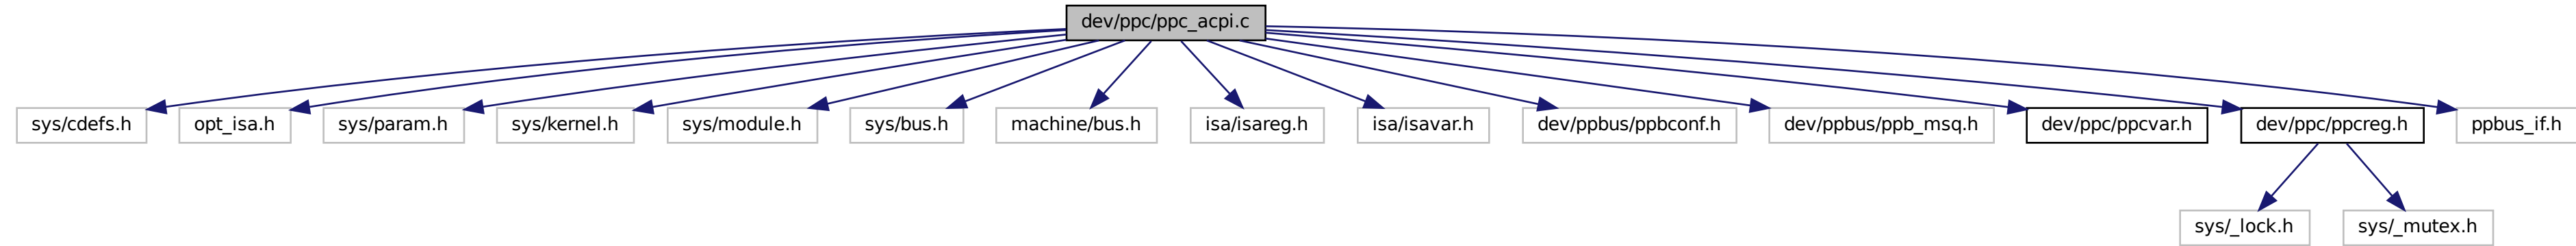 dev/ppc/ppc_acpi.c
sys/cdefs.h
opt_isa.h
sys/param.h
sys/kernel.h
sys/module.h
sys/bus.h
machine/bus.h
isa/isareg.h
isa/isavar.h
dev/ppbus/ppbconf.h
dev/ppbus/ppb_msq.h
dev/ppc/ppcvar.h
dev/ppc/ppcreg.h
ppbus_if.h
sys/_lock.h
sys/_mutex.h